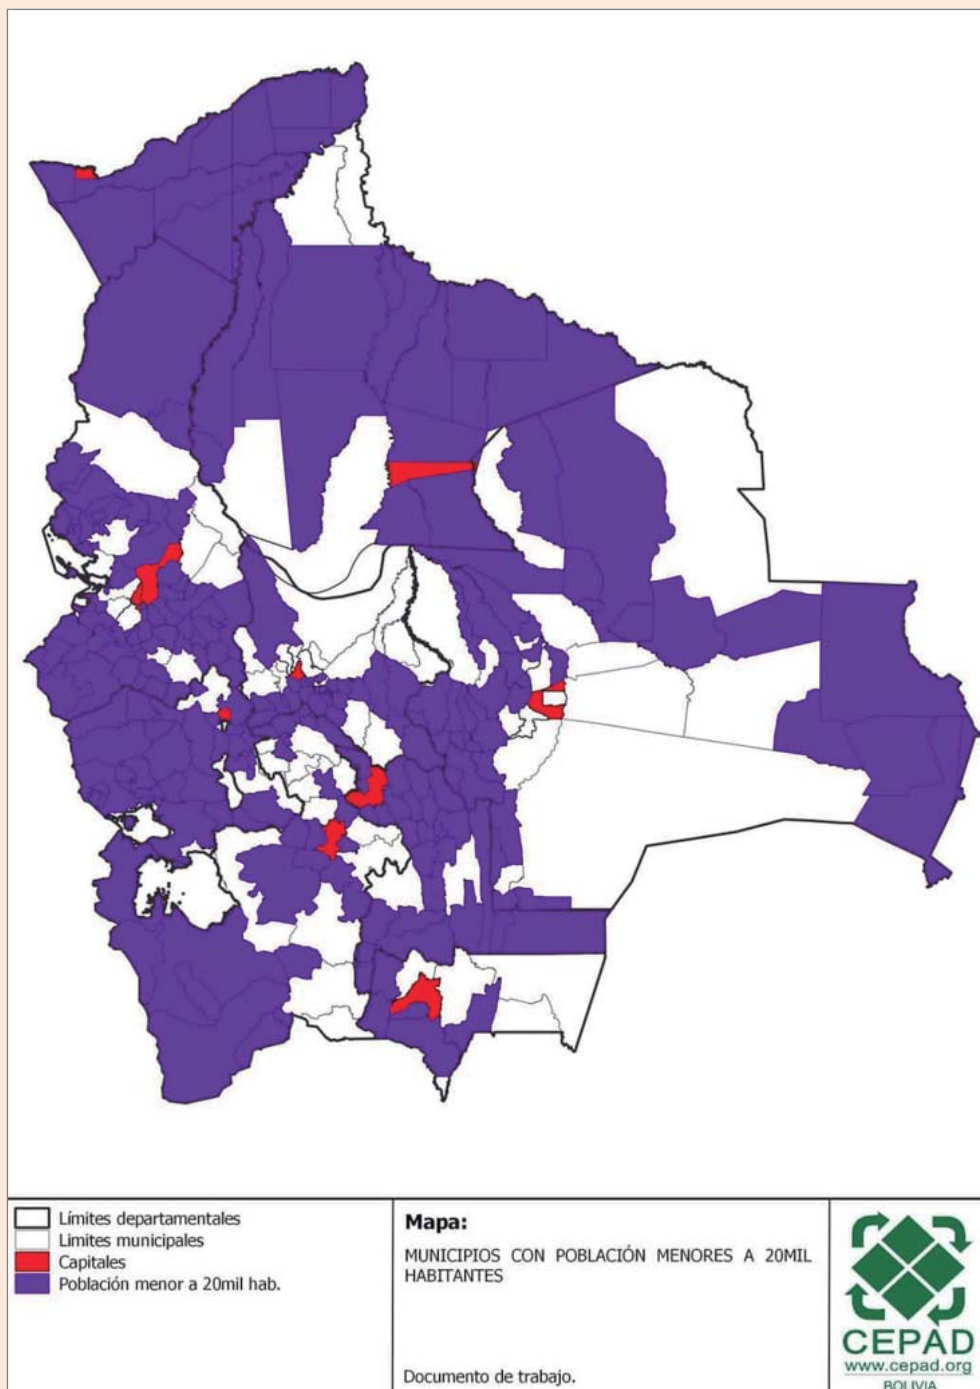 Límites departamentales
Limites municipales
Capitales
Población menor a 20mil hab.
Mapa:
MUNICIPIOS CON POBLACIÓN MENORES A 20MIL
HABITANTES
Documento de trabajo.
CEPAD
www.cepad.org
BOLIVIA